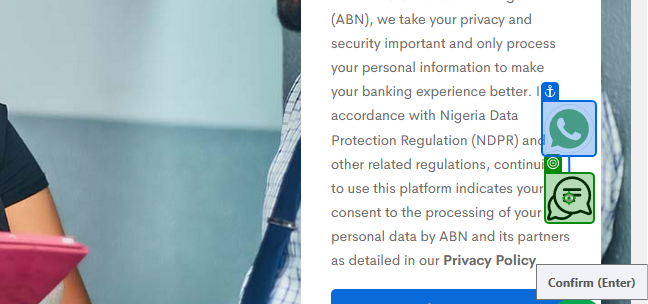 (ABN), we take your privacy and
security important and only process
your personal information to make
your banking experience better. I
accordance with Nigeria Data
Protection Regulation (NDPR) and
other related regulations, continui
to use this platform indicates your
consent to the processing of your
personal data by ABN and its partners
as detailed in our Privacy Policy
Confirm (Enter)